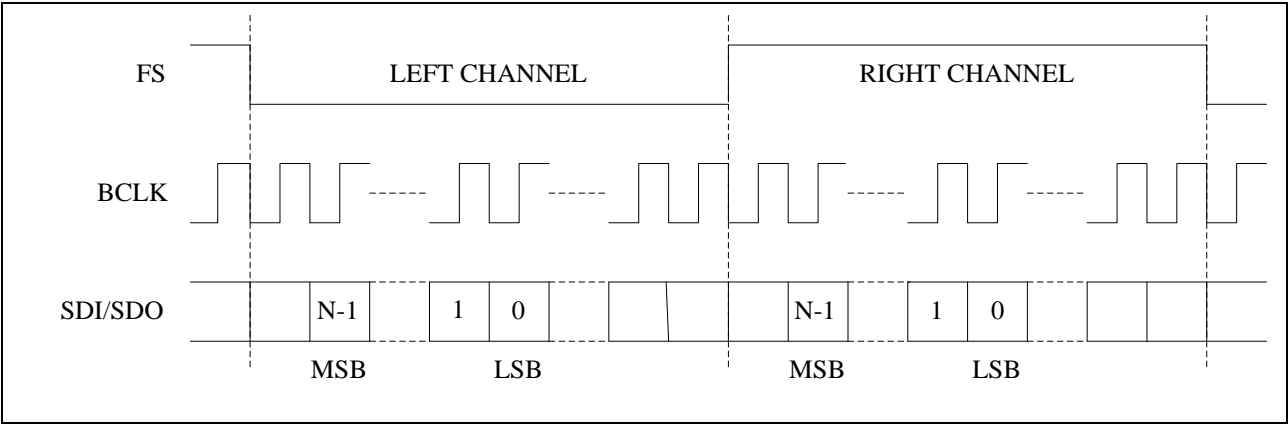 FS LEFT CHANNEL RIGHT CHANNEL
BCLK
SDI/SDO N-1 1 0 N-1 1 0
MSB LSB MSB LSB